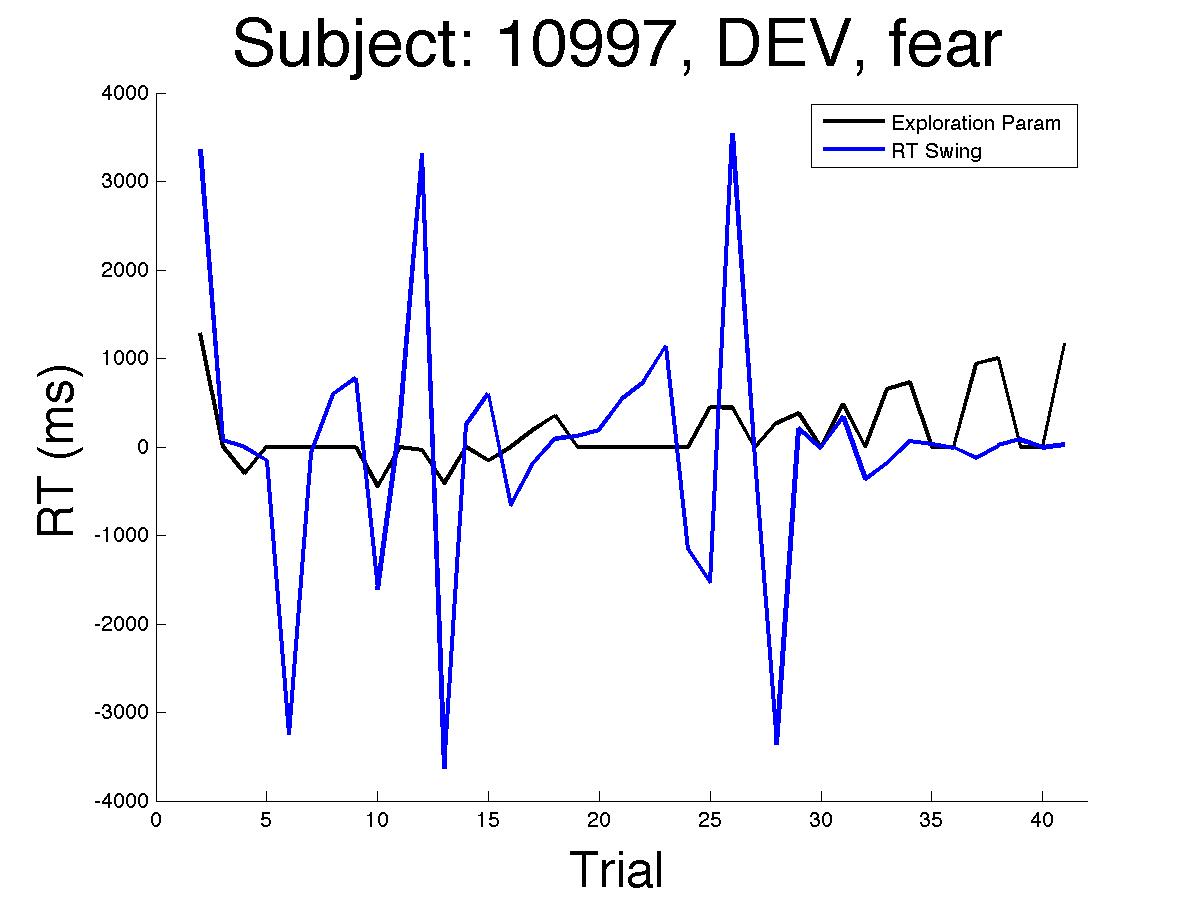 Subject: 10997, DEV, fear
Exploration Param
RT Swing
4000
3000
2000
1000
0
-1000
-2000
-3000
-4000
RT (ms)
0 5 10 15 20 25 30 35 40
Trial